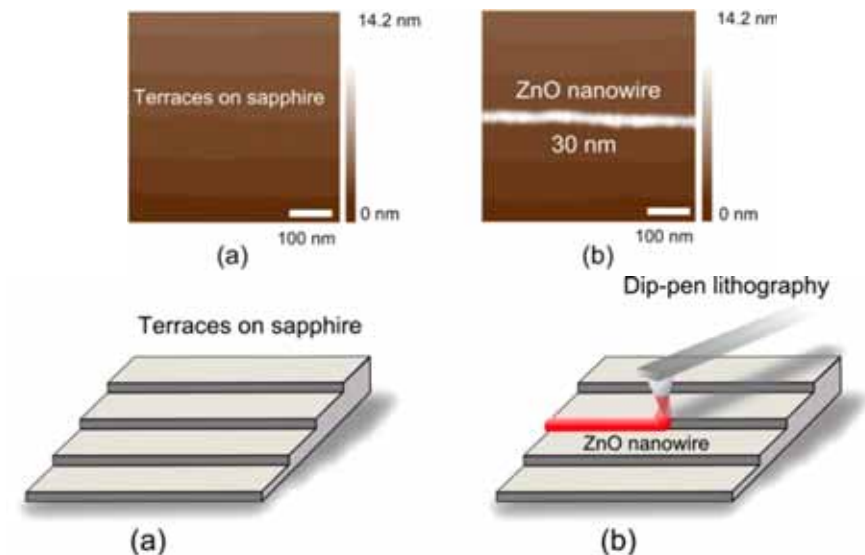 14.2 nm
Terraces on sapphire
0 nm
100 nm
(a)
14.2 nm
ZnO nanowire
30 nm
0 nm
100 nm
(b)
Terraces on sapphire
(a)
Dip-pen lithography
ZnO nanowire
(b)